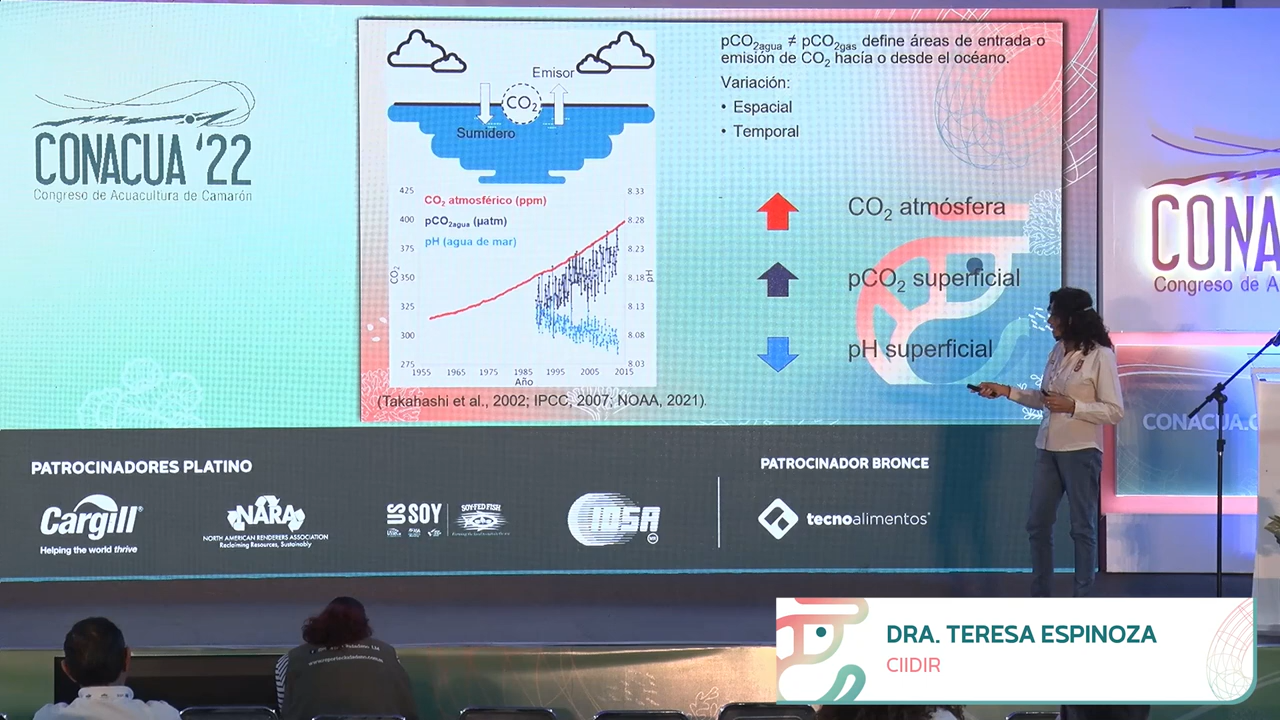 CONACUA '22
Congreso de Acuacultura de Camarón
Emisor
CO2
Sumidero
425
400
375
350
325
300
275
CO2
CO2 atmosférico (ppm)
pCO2agua (µatm)
pH (agua de mar)
8.33
8.28
8.23
8.18
8.13
8.08
8.03
pH
1955 1965 1975 1985 1995 2005 2015
Año
(Takahashi et al., 2002; IPCC, 2007; NOAA, 2021).
pCO2agua ≠ pCO2gas define áreas de entrada o
emisión de CO2 hacía o desde el océano.
Variación:
• Espacial
• Temporal
CO2 atmósfera
pCO2 superficial
pH superficial
CONA
Congreso de A
CONACUA.C
PATROCINADORES PLATINO
Cargill®
Helping the world thrive
NARA
NORTH AMERICAN RENDERERS ASSOCIATION
Reclaiming Resources, Sustainably
US SOY
SOY-FED FISH
PATROCINADOR BRONCE
tecnoalimentos
DRA. TERESA ESPINOZA
CIIDIR